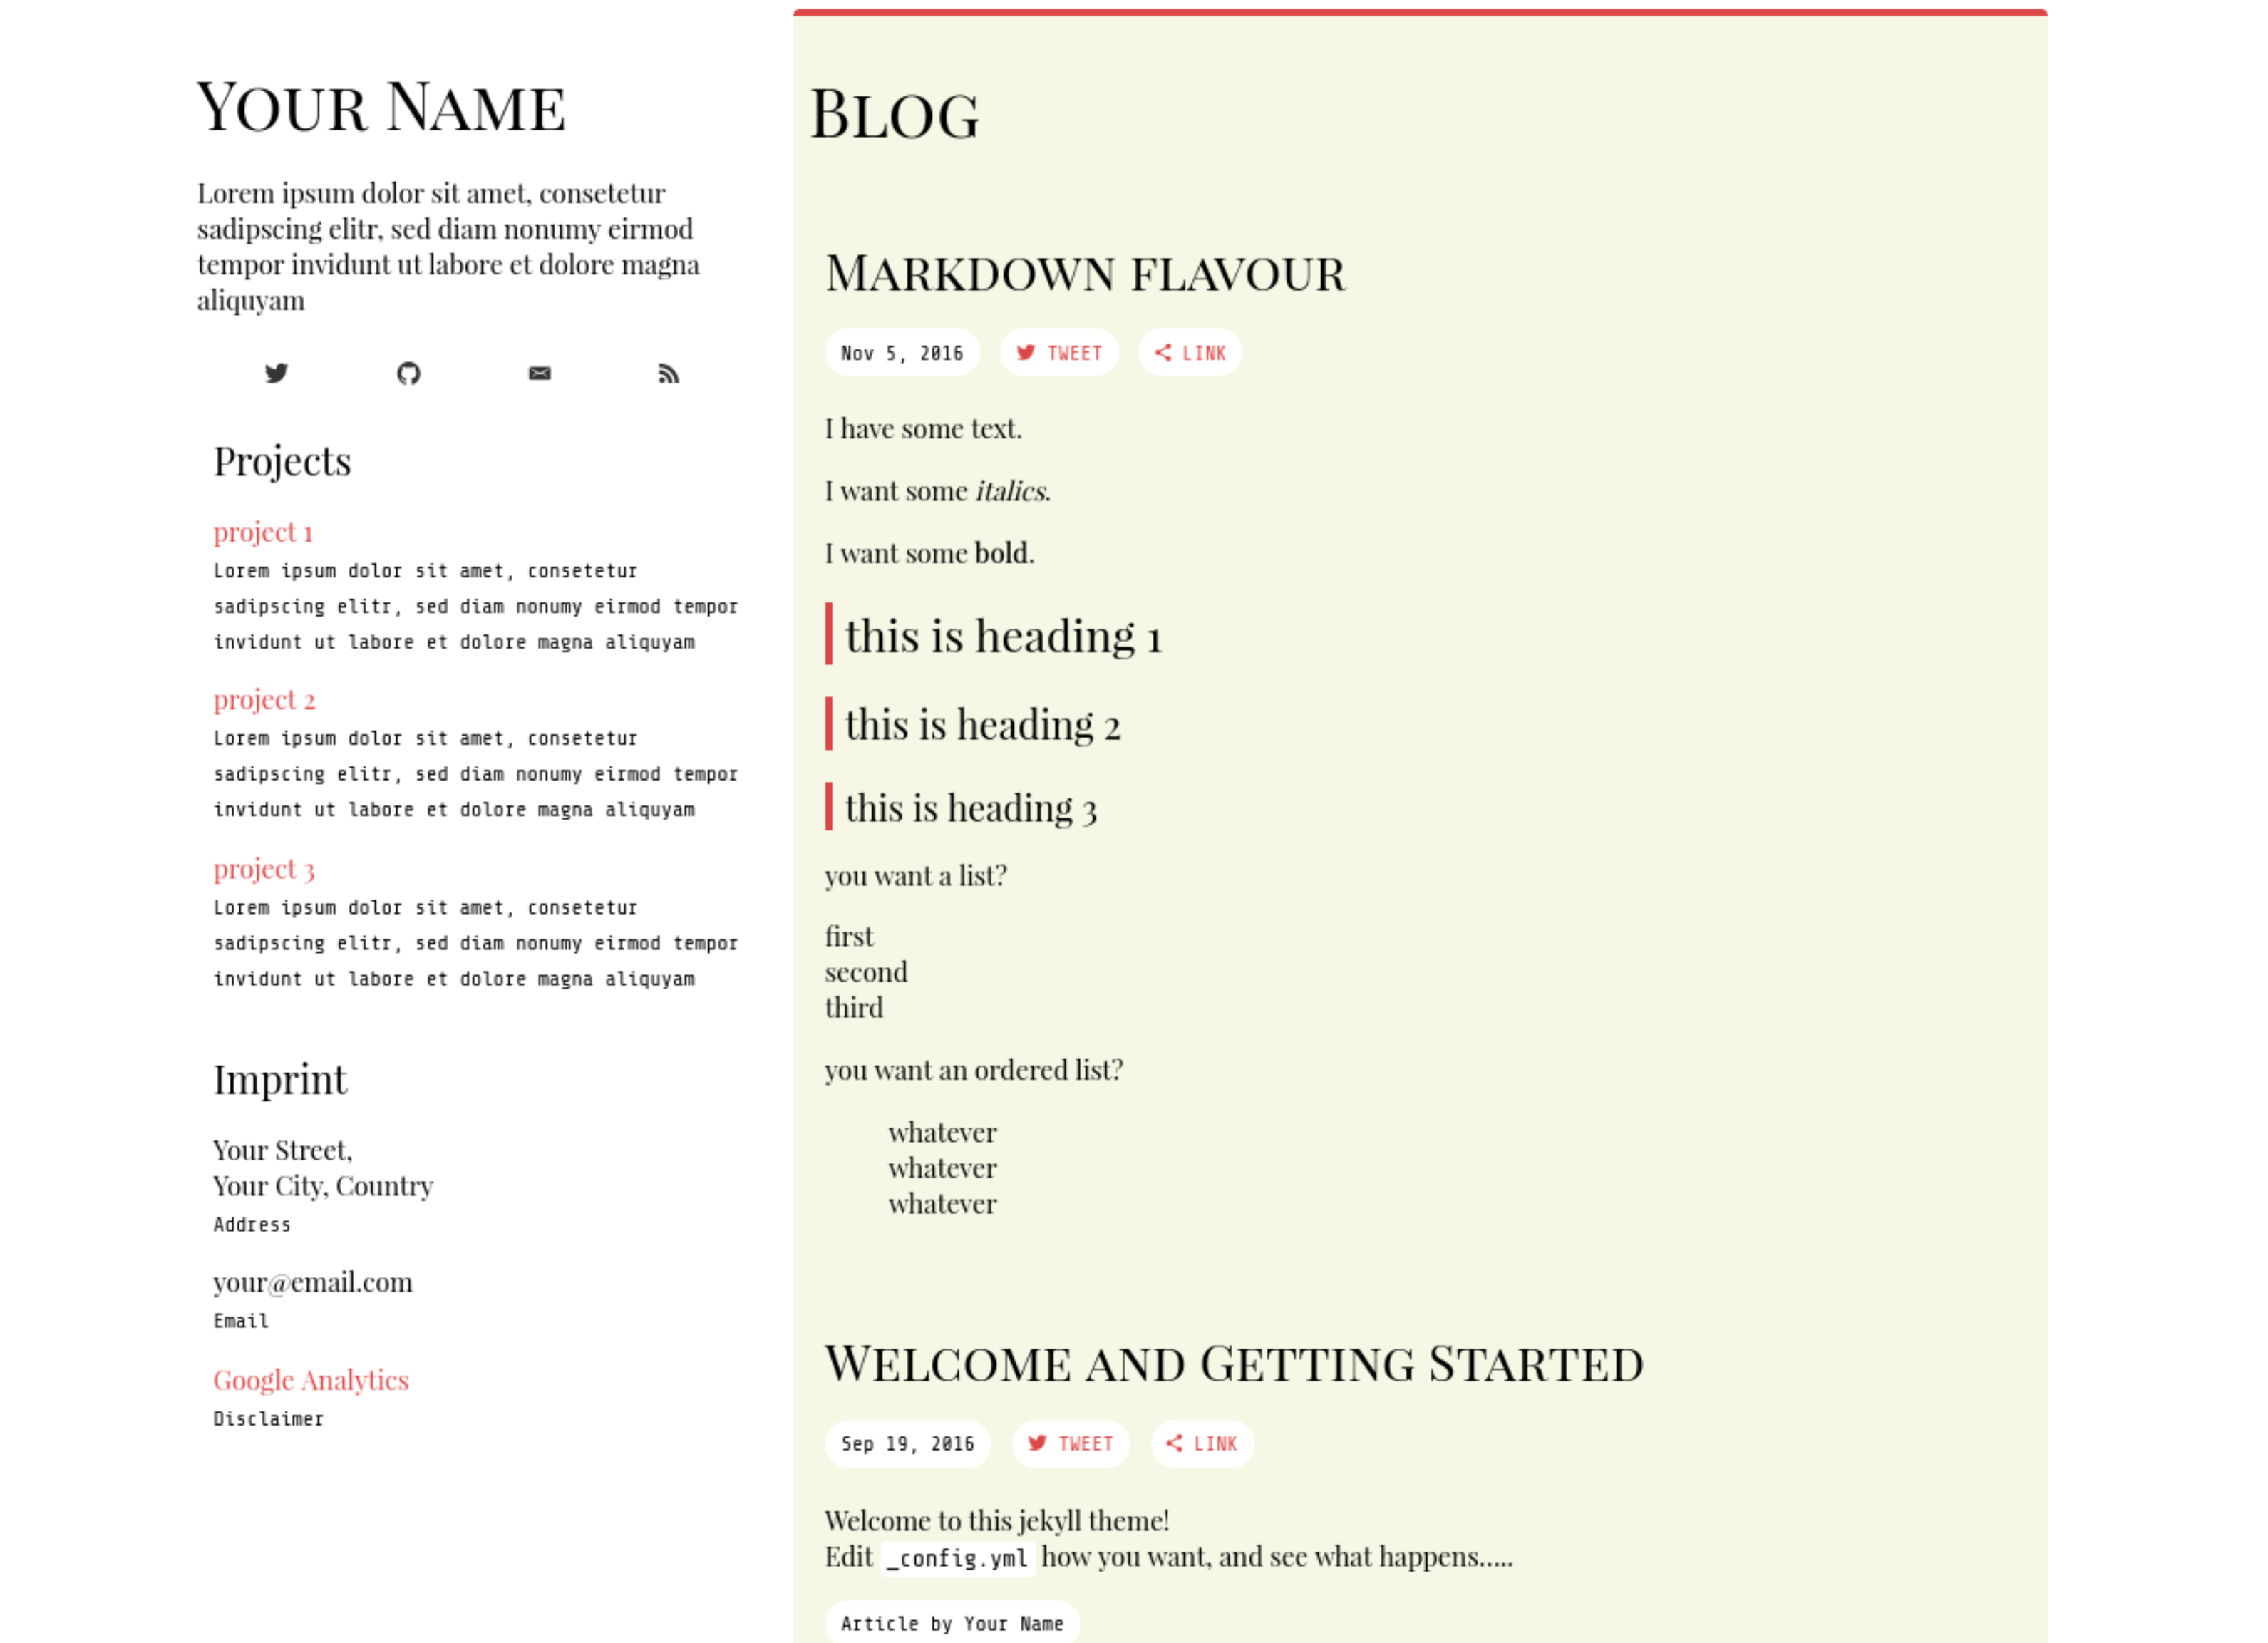 Your Name
Lorem ipsum dolor sit amet, consetetur
sadipscing elitr, sed diam nonumy eirmod
tempor invidunt ut labore et dolore magna
aliquyam
Projects
project 1
Lorem ipsum dolor sit amet, consetetur
sadipscing elitr, sed diam nonumy eirmod tempor
invidunt ut labore et dolore magna aliquyam
project 2
Lorem ipsum dolor sit amet, consetetur
sadipscing elitr, sed diam nonumy eirmod tempor
invidunt ut labore et dolore magna aliquyam
project 3
Lorem ipsum dolor sit amet, consetetur
sadipscing elitr, sed diam nonumy eirmod tempor
invidunt ut labore et dolore magna aliquyam
Imprint
Your Street,
Your City, Country
Address
your@email.com
Email
Google Analytics
Disclaimer
Blog
Markdown flavour
Nov 5, 2016 TWEET LINK
I have some text.
I want some italics.
I want some bold.
this is heading 1
this is heading 2
this is heading 3
you want a list?
first
second
third
you want an ordered list?
whatever
whatever
whatever
Welcome and Getting Started
Sep 19, 2016 TWEET LINK
Welcome to this jekyll theme!
Edit _config.yml how you want, and see what happens.....
Article by Your Name